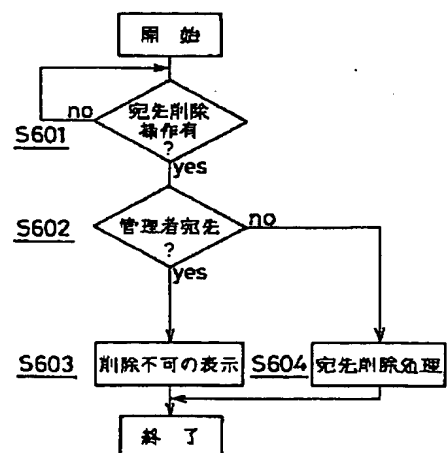 開始
no
宛先削除
操作有
?
S601
yes
S602
管理者宛先
?
no
yes
S603
削除不可の表示
S604
宛先削除処理
終了